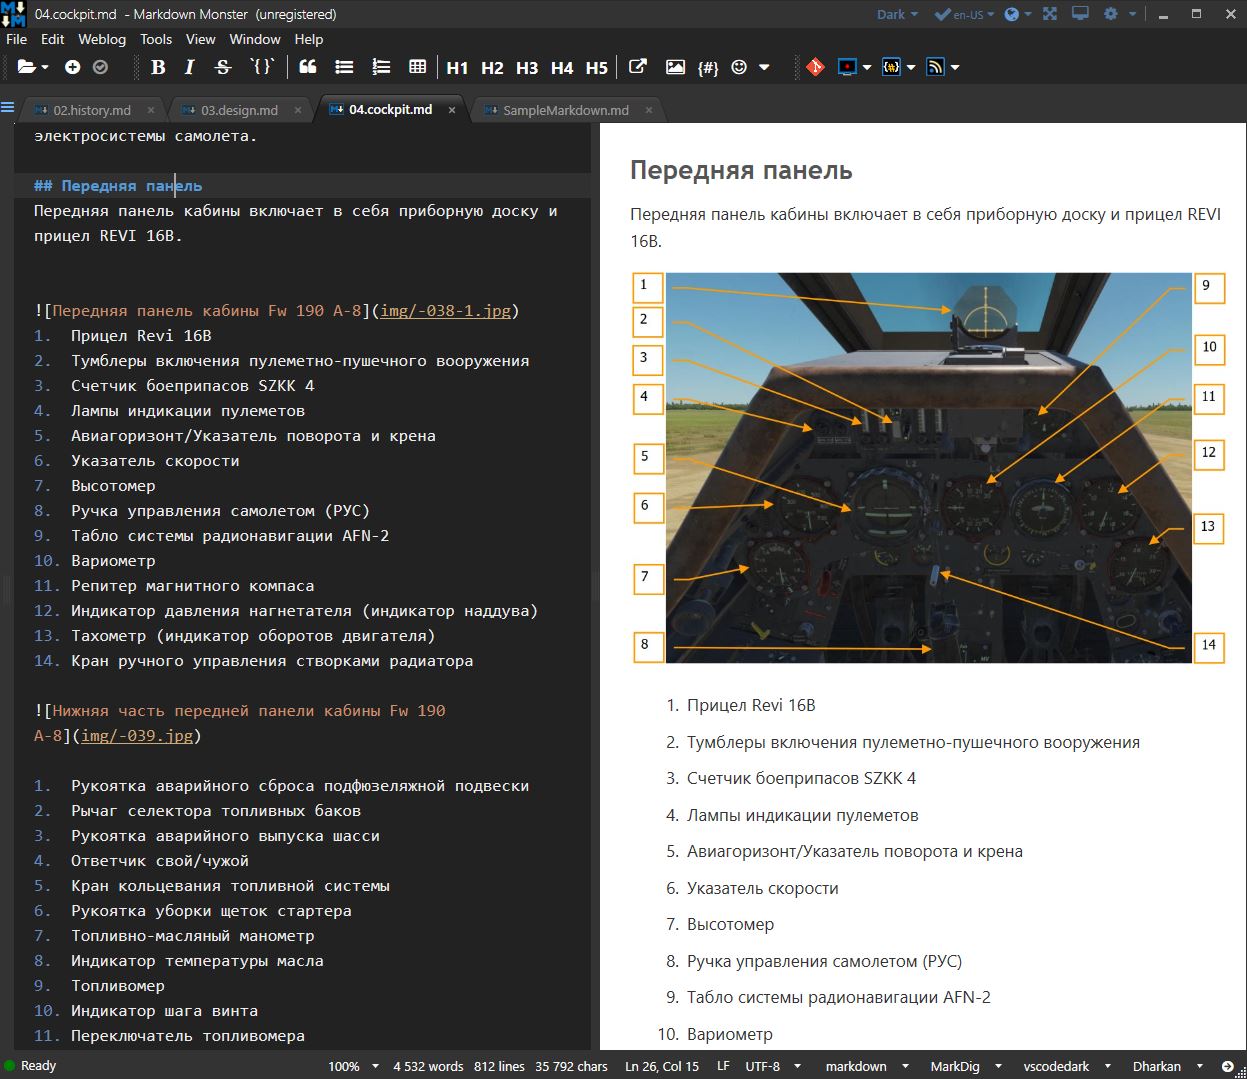 04.cockpit.md - Markdown Monster (unregistered)
Dark
en-US
File Edit Weblog Tools View Window Help
B I S `{}` H1 H2 H3 H4 H5 {#}
02.history.md
03.design.md
04.cockpit.md
SampleMarkdown.md
электросистемы самолета.
## Передняя панель
Передняя панель кабины включает в себя приборную доску и
прицел REVI 16B.
![Передняя панель кабины Fw 190 A-8](img/-038-1.jpg)
1. Прицел Revi 16B
2. Тумблеры включения пулеметно-пушечного вооружения
3. Счетчик боеприпасов SZKK 4
4. Лампы индикации пулеметов
5. Авиагоризонт/Указатель поворота и крена
6. Указатель скорости
7. Высотомер
8. Ручка управления самолетом (РУС)
9. Табло системы радионавигации AFN-2
10. Вариометр
11. Репитер магнитного компаса
12. Индикатор давления нагнетателя (индикатор наддува)
13. Тахометр (индикатор оборотов двигателя)
14. Кран ручного управления створками радиатора
![Нижняя часть передней панели кабины Fw 190
A-8](img/-039.jpg)
1. Рукоятка аварийного сброса подфюзеляжной подвески
2. Рычаг селектора топливных баков
3. Рукоятка аварийного выпуска шасси
4. Ответчик свой/чужой
5. Кран кольцевания топливной системы
6. Рукоятка уборки щеток стартера
7. Топливно-масляный манометр
8. Индикатор температуры масла
9. Топливомер
10. Индикатор шага винта
11. Переключатель топливомера
Передняя панель
Передняя панель кабины включает в себя приборную доску и прицел REVI
16B.
1
2
3
4
5
6
7
8
9
10
11
12
13
14
1. Прицел Revi 16B
2. Тумблеры включения пулеметно-пушечного вооружения
3. Счетчик боеприпасов SZKK 4
4. Лампы индикации пулеметов
5. Авиагоризонт/Указатель поворота и крена
6. Указатель скорости
7. Высотомер
8. Ручка управления самолетом (РУС)
9. Табло системы радионавигации AFN-2
10. Вариометр
Ready 100% 4 532 words 812 lines 35 792 chars Ln 26, Col 15 LF UTF-8 markdown MarkDig vscodedark Dharkan